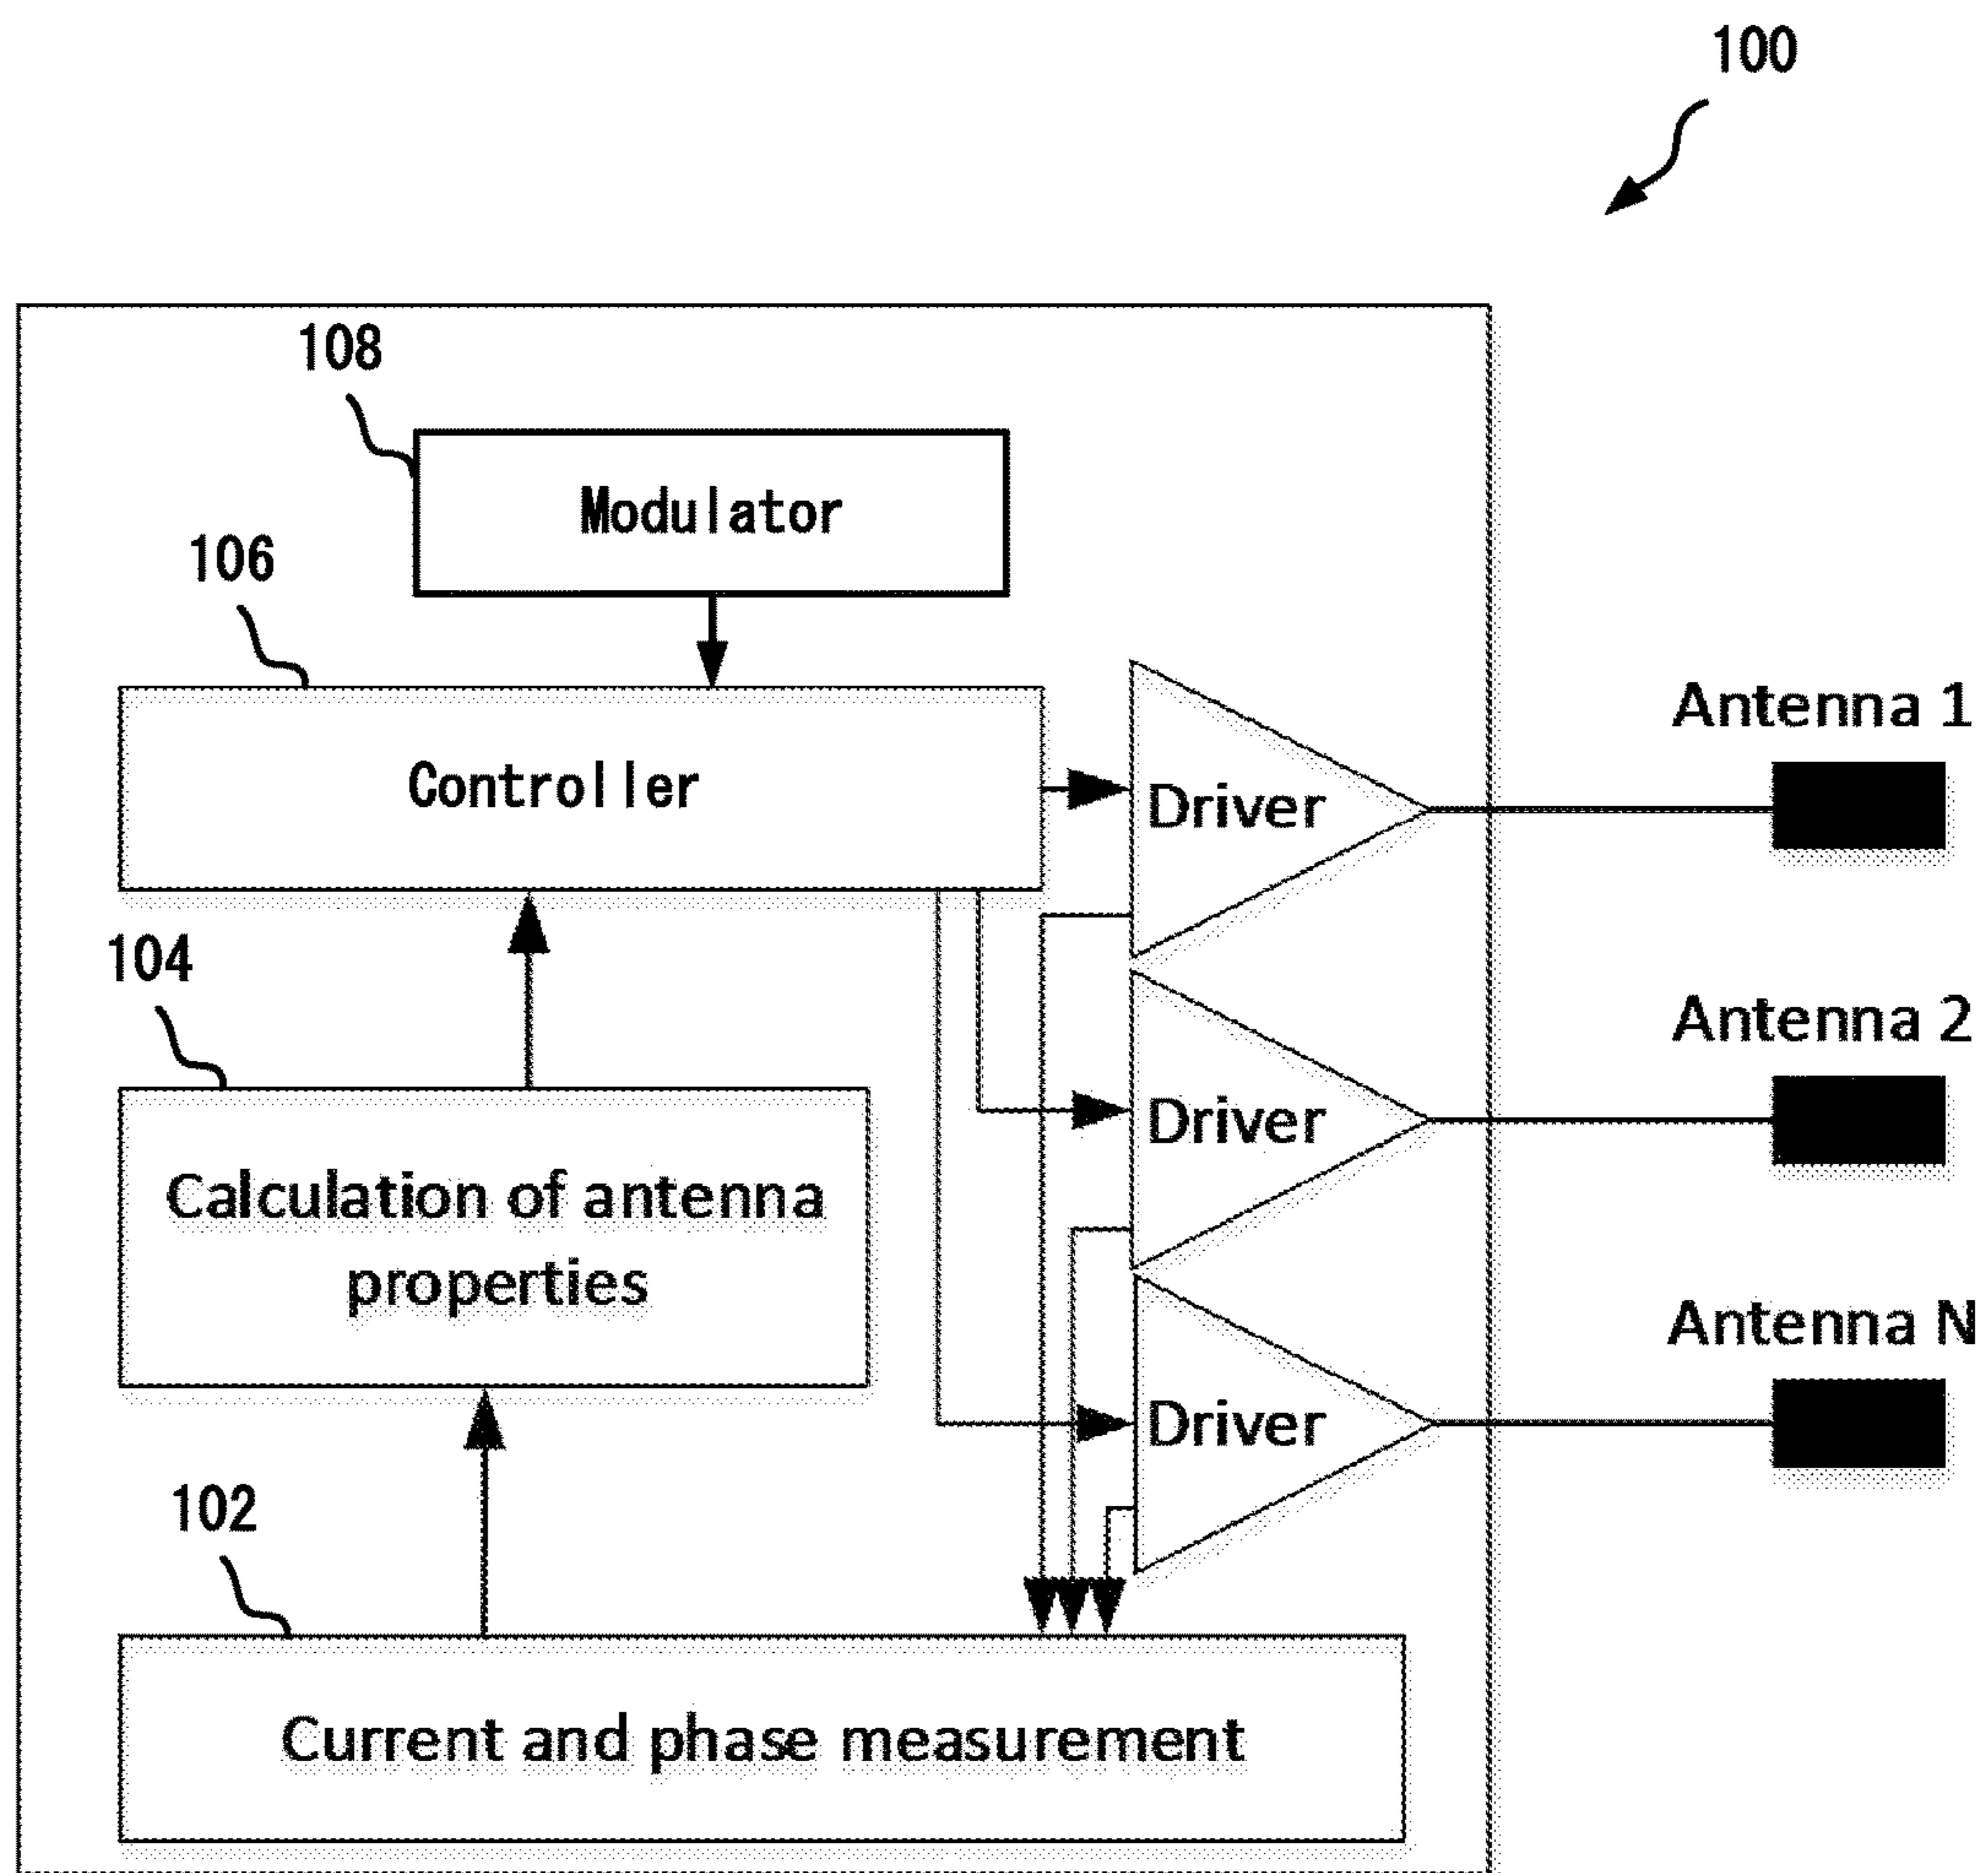 100
108
Modulator
106
Controller
Driver
Antenna 1
104
Calculation of antenna
properties
Driver
Antenna 2
Driver
Antenna N
102
Current and phase measurement